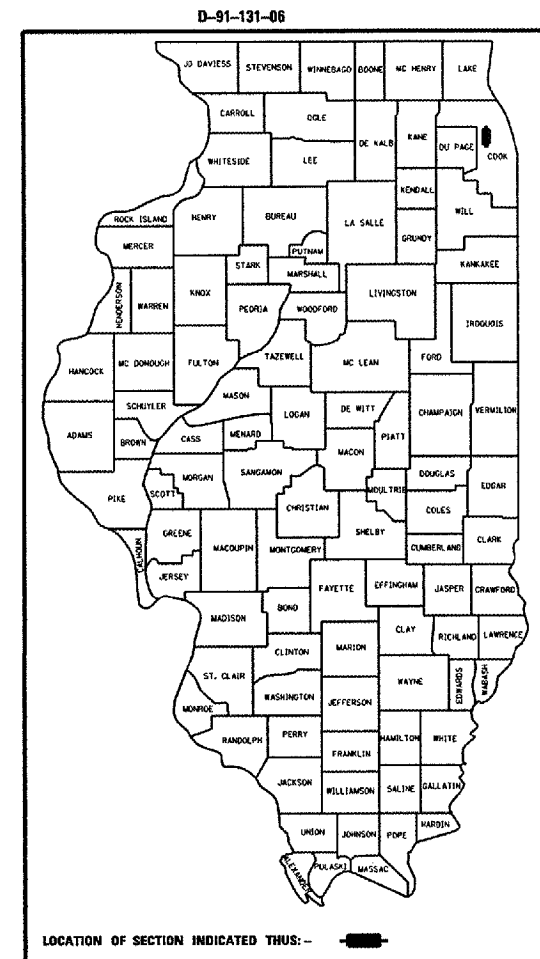 D-91-131-06
JO DAVIESS STEVENSON WINNEBAGO BOONE MC HENRY LAKE
CARROLL OGLE
DE KALB KANE DU PAGE COOK
WHITESIDE LEE
KENDALL
WILL
ROCK ISLAND HENRY BUREAU LA SALLE
MERCER PUTNAM GRUNDY
STARK MARSHALL KANKAKEE
HENDERSON WARREN KNOX PEORIA WOODFORD LIVINGSTON
IROQUOIS
HANCOCK MC DONOUGH FULTON TAZEWELL MC LEAN FORD
SCHUYLER MASON
LOGAN DE WITT CHAMPAIGN VERMILION
ADAMS BROWN CASS MENARD PIATT
MACON
SANGAMON
PIKE SCOTT MORGAN MOULTRIE DOUGLAS EDGAR
CHRISTIAN COLES
GREENE SHELBY
CALHOUN MACOUPIN MONTGOMERY CUMBERLAND CLARK
JERSEY
FAYETTE EFFINGHAM JASPER CRAWFORD
MADISON BOND
CLAY RICHLAND LAWRENCE
CLINTON MARION
ST. CLAIR WAYNE EDWARDS WABASH
WASHINGTON JEFFERSON
MONROE
RANDOLPH PERRY HAMILTON WHITE
FRANKLIN
JACKSON WILLIAMSON SALINE GALLATIN
UNION JOHNSON POPE HARDIN
ALEXANDER PULASKI MASSAC
LOCATION OF SECTION INDICATED THUS:-